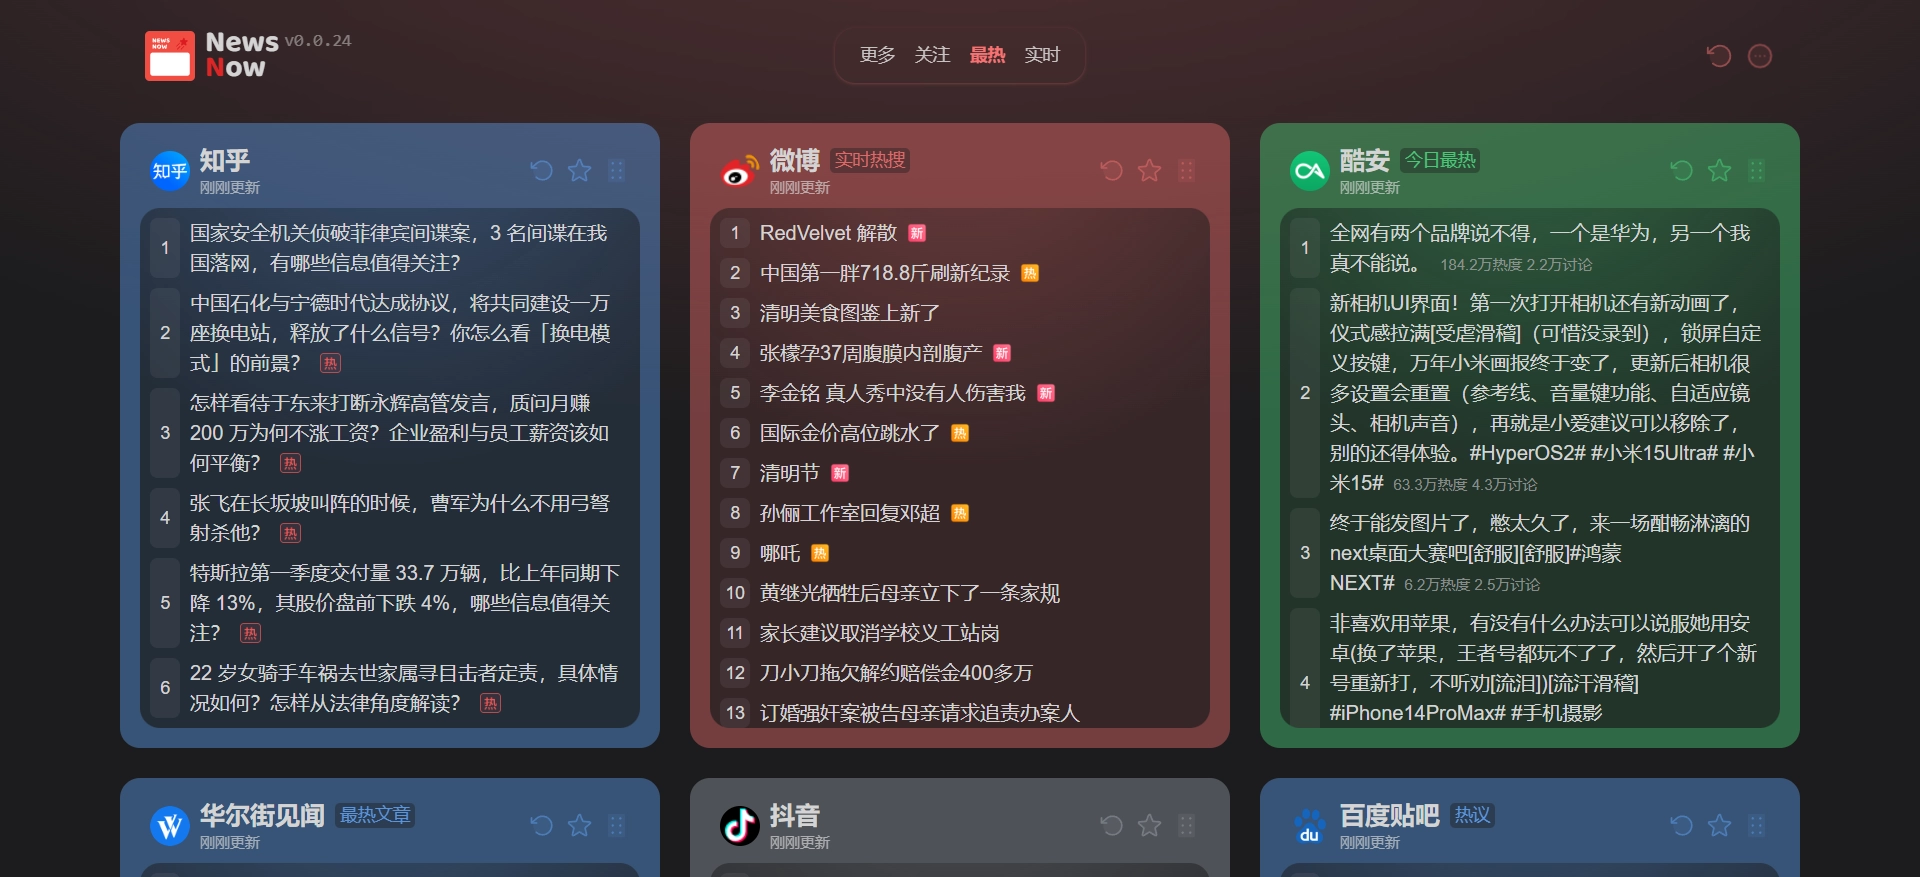 NEWS
NOW
News
Now
v0.0.24
更多 关注 最热 实时
知乎
知乎
刚刚更新
1 国家安全机关侦破菲律宾间谍案，3 名间谍在我
国落网，有哪些信息值得关注？
2 中国石化与宁德时代达成协议，将共同建设一万
座换电站，释放了什么信号？你怎么看「换电模
式」的前景？ 热
3 怎样看待于东来打断永辉高管发言，质问月赚
200 万为何不涨工资？企业盈利与员工薪资该如
何平衡？ 热
4 张飞在长坂坡叫阵的时候，曹军为什么不用弓弩
射杀他？ 热
5 特斯拉第一季度交付量 33.7 万辆，比上年同期下
降 13%，其股价盘前下跌 4%，哪些信息值得关
注？ 热
6 22 岁女骑手车祸去世家属寻目击者定责，具体情
况如何？怎样从法律角度解读？ 热
微博 实时热搜
刚刚更新
1 RedVelvet 解散 新
2 中国第一胖718.8斤刷新纪录 热
3 清明美食图鉴上新了
4 张檬孕37周腹膜内剖腹产 新
5 李金铭 真人秀中没有人伤害我 新
6 国际金价高位跳水了 热
7 清明节 新
8 孙俪工作室回复邓超 热
9 哪吒 热
10 黄继光牺牲后母亲立下了一条家规
11 家长建议取消学校义工站岗
12 刀小刀拖欠解约赔偿金400多万
13 订婚强奸案被告母亲请求追责办案人
酷安 今日最热
刚刚更新
1 全网有两个品牌说不得，一个是华为，另一个我
真不能说。 184.2万热度 2.2万讨论
2 新相机UI界面！第一次打开相机还有新动画了，
仪式感拉满[受虐滑稽]（可惜没录到），锁屏自定
义按键，万年小米画报终于变了，更新后相机很
多设置会重置（参考线、音量键功能、自适应镜
头、相机声音），再就是小爱建议可以移除了，
别的还得体验。#HyperOS2# #小米15Ultra# #小
米15# 63.3万热度 4.3万讨论
3 终于能发图片了，憋太久了，来一场酣畅淋漓的
next桌面大赛吧[舒服][舒服]#鸿蒙
NEXT# 6.2万热度 2.5万讨论
4 非喜欢用苹果，有没有什么办法可以说服她用安
卓(换了苹果，王者号都玩不了了，然后开了个新
号重新打，不听劝[流泪])[流汗滑稽]
#iPhone14ProMax# #手机摄影
华尔街见闻 最热文章
刚刚更新
抖音
刚刚更新
du
百度贴吧 热议
刚刚更新